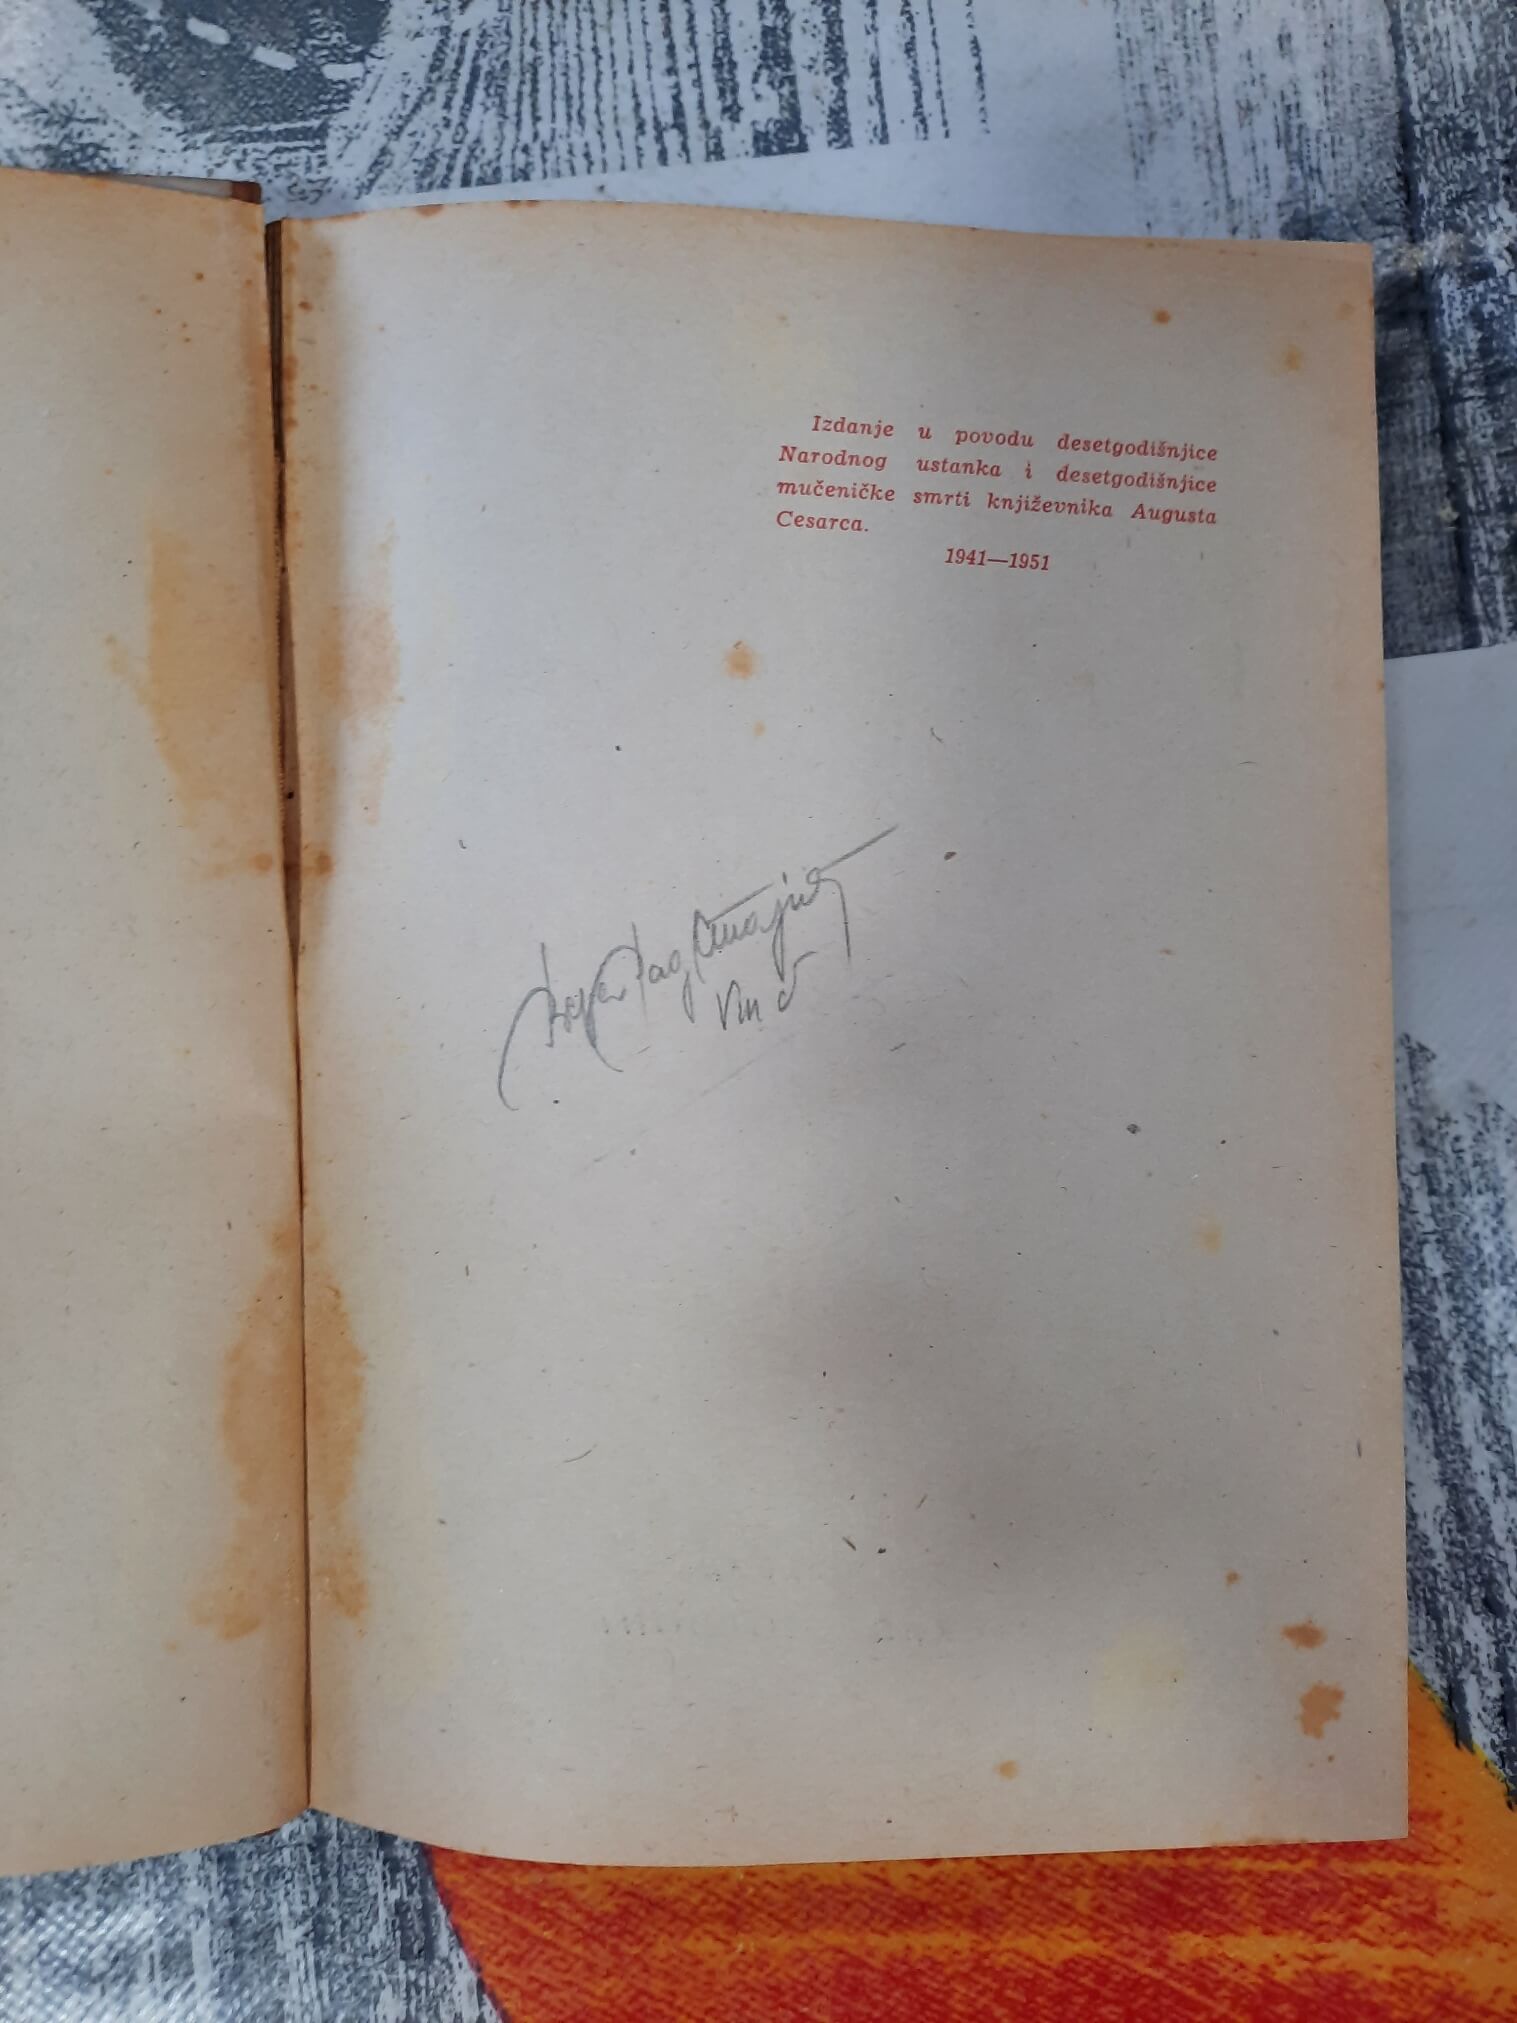 Izdanje u povodu desetgodišnjice
Narodnog ustanka i desetgodišnjice
mučeničke smrti književnika Augusta
Cesarca.
1941—1951